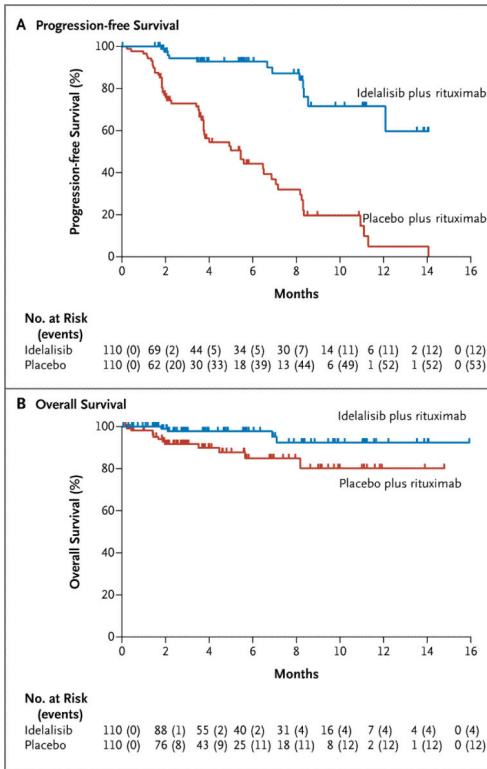 A Progression-free Survival
100
80
60
40
20
0
Progression-free Survival (%)
Idelalisib plus rituximab
Placebo plus rituximab
0 2 4 6 8 10 12 14 16
Months
No. at Risk
(events)
Idelalisib 110 (0) 69 (2) 44 (5) 34 (5) 30 (7) 14 (11) 6 (11) 2 (12) 0 (12)
Placebo 110 (0) 62 (20) 30 (33) 18 (39) 13 (44) 6 (49) 1 (52) 1 (52) 0 (53)
B Overall Survival
100
80
60
40
20
0
Overall Survival (%)
Idelalisib plus rituximab
Placebo plus rituximab
0 2 4 6 8 10 12 14 16
Months
No. at Risk
(events)
Idelalisib 110 (0) 88 (1) 55 (2) 40 (2) 31 (4) 16 (4) 7 (4) 4 (4) 0 (4)
Placebo 110 (0) 76 (8) 43 (9) 25 (11) 18 (11) 8 (12) 2 (12) 1 (12) 0 (12)